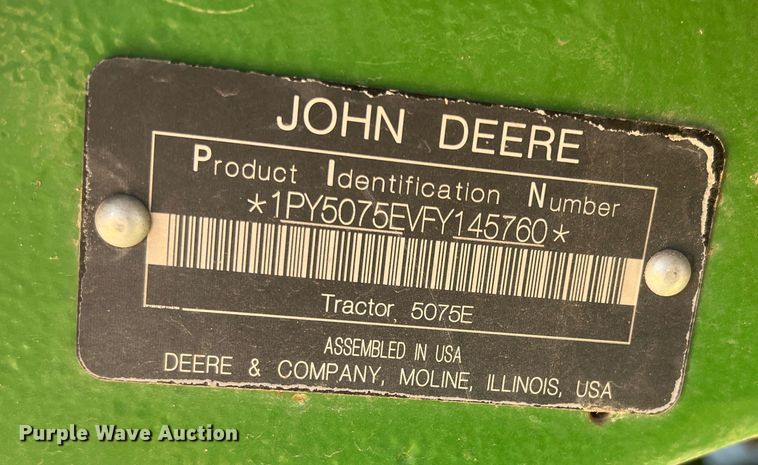 JOHN DEERE
Product Identification Number
*1PY5075EVFY145760*
Tractor 5075E
ASSEMBLED IN USA
DEERE & COMPANY, MOLINE, ILLINOIS, USA
Purple Wave Auction